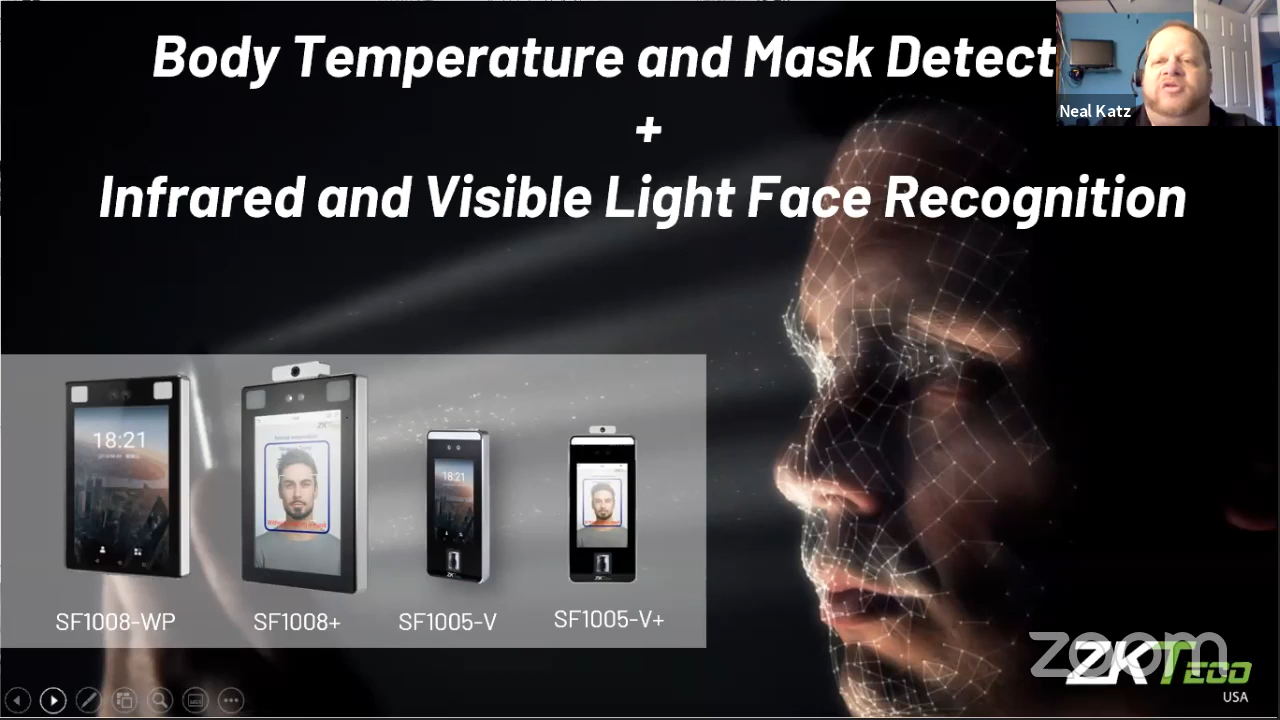 Body Temperature and Mask Detect
+
Infrared and Visible Light Face Recognition
Neal Katz
18:21
18:21
SF1008-WP
SF1008+
SF1005-V
SF1005-V+
zoom
ZKTeco
USA